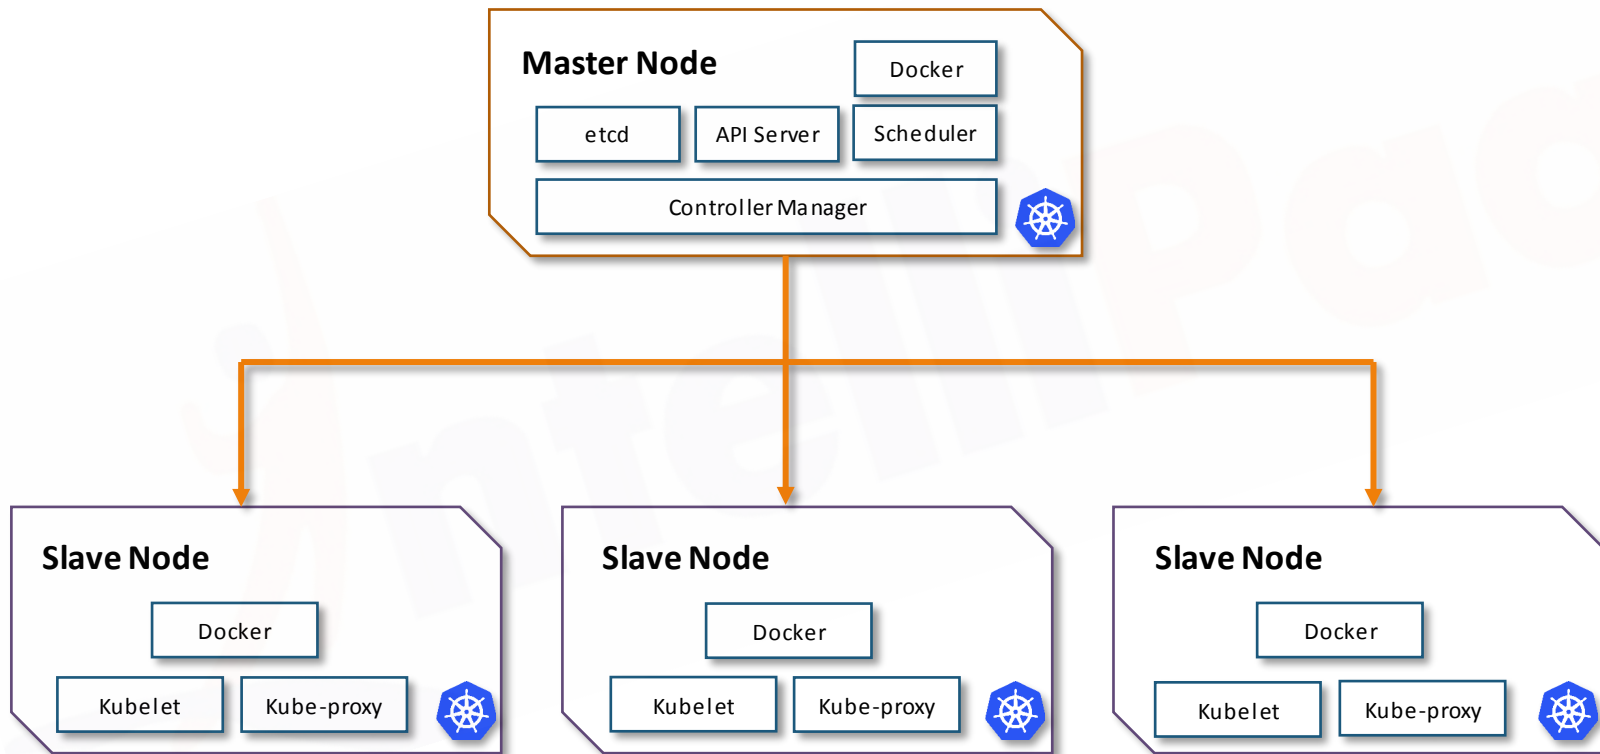 Master Node
Docker
etcd
API Server
Scheduler
Controller Manager
Slave Node
Docker
Kubelet
Kube-proxy
Slave Node
Docker
Kubelet
Kube-proxy
Slave Node
Docker
Kubelet
Kube-proxy